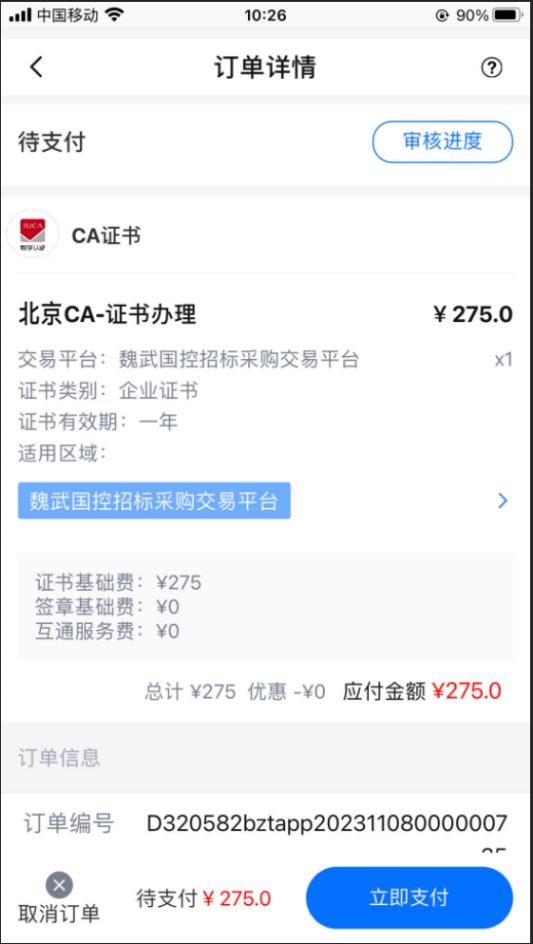 中国移动 10:26 90%
订单详情
待支付 审核进度
BJCA
数字认证
CA证书
北京CA-证书办理 ¥ 275.0
交易平台：魏武国控招标采购交易平台 x1
证书类别：企业证书
证书有效期：一年
适用区域：
魏武国控招标采购交易平台
证书基础费：¥275
签章基础费：¥0
互通服务费：¥0
总计 ¥275 优惠 -¥0 应付金额 ¥275.0
订单信息
订单编号 D320582bztapp202311080000007
取消订单 待支付 ¥ 275.0 立即支付